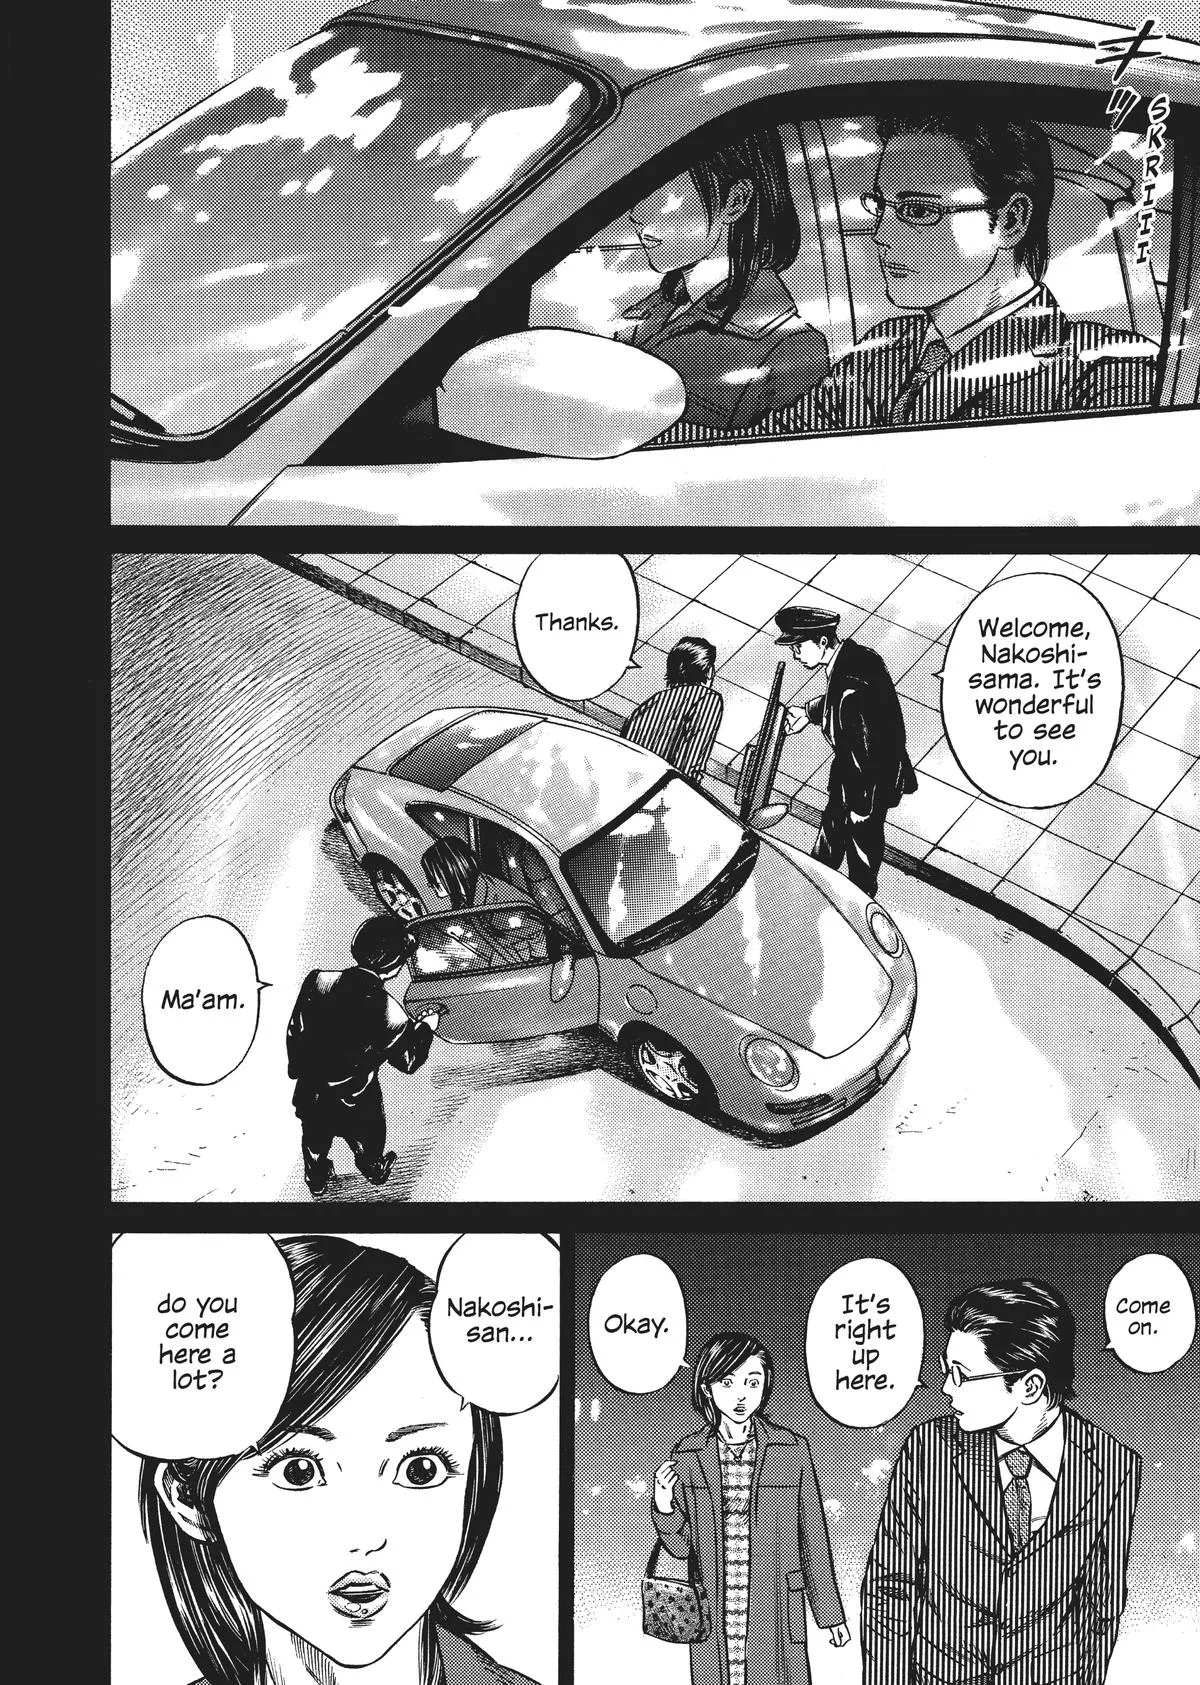 キッ
SKRIII
Welcome,
Nakoshi-
sama. It's
wonderful
to see
you.
Thanks.
Ma'am.
Come
on.
It's
right
up
here.
Okay.
Nakoshi-
san...
do you
come
here a
lot?